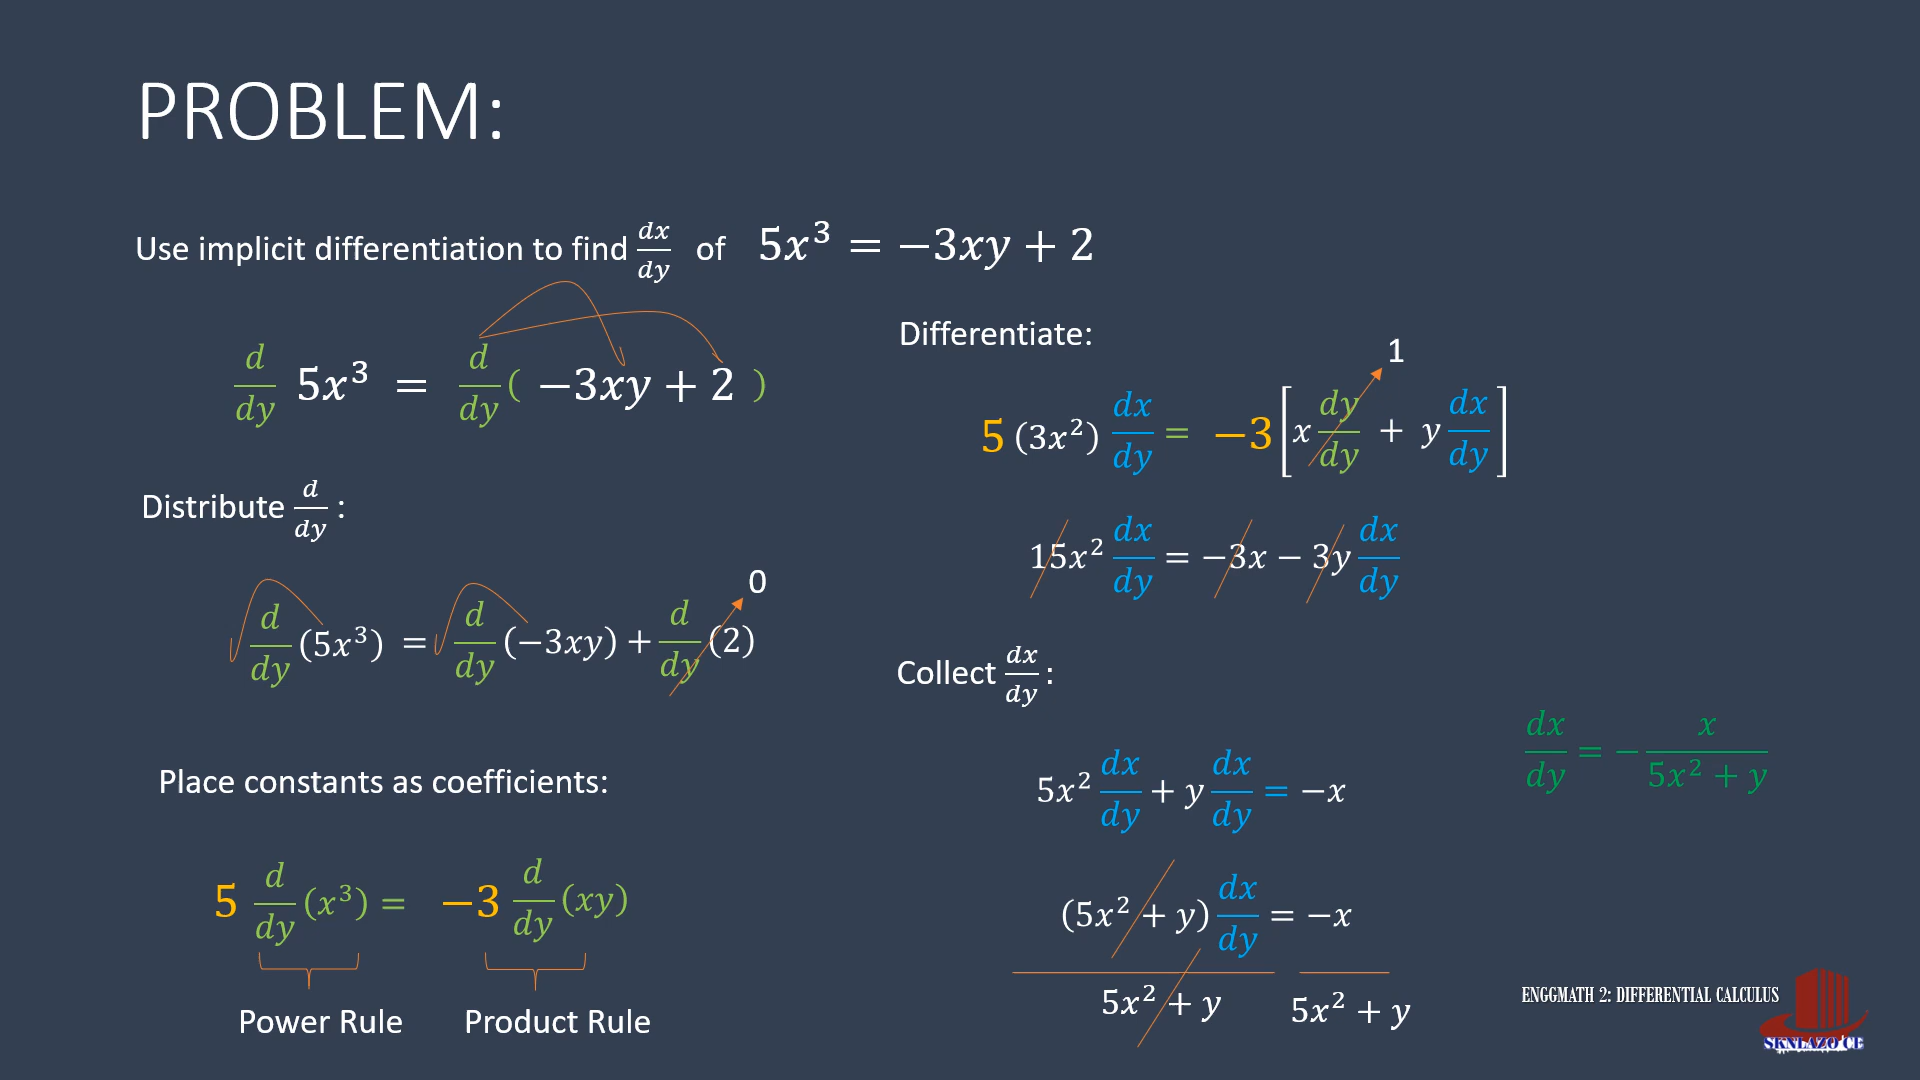 PROBLEM:
Use implicit differentiation to find dx/dy of 5x³ = −3xy + 2
d/dy 5x³ = d/dy ( −3xy + 2 )
Distribute d/dy :
0
d/dy (5x³) = d/dy (−3xy) + d/dy (2)
Place constants as coefficients:
5 d/dy (x³) = −3 d/dy (xy)
Power Rule Product Rule
Differentiate:
1
5 (3x²) dx/dy = −3 [x dy/dy + y dx/dy]
15x² dx/dy = −3x − 3y dx/dy
Collect dx/dy :
5x² dx/dy + y dx/dy = −x
(5x² + y) dx/dy = −x
5x² + y 5x² + y
dx/dy = − x/(5x² + y)
ENGGMATH 2: DIFFERENTIAL CALCULUS
SKNLAZO CE